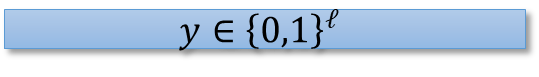 y ∈ {0,1}^ℓ